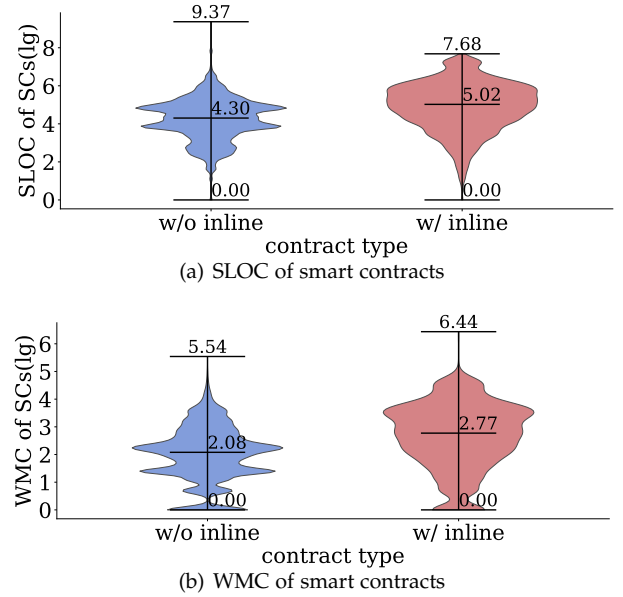 9.37
7.68
8
6
4
2
0
SLOC of SCs(lg)
4.30
5.02
0.00
0.00
w/o inline
w/ inline
contract type
(a) SLOC of smart contracts
6.44
5.54
6
5
4
3
2
1
0
WMC of SCs(lg)
2.08
2.77
0.00
0.00
w/o inline
w/ inline
contract type
(b) WMC of smart contracts